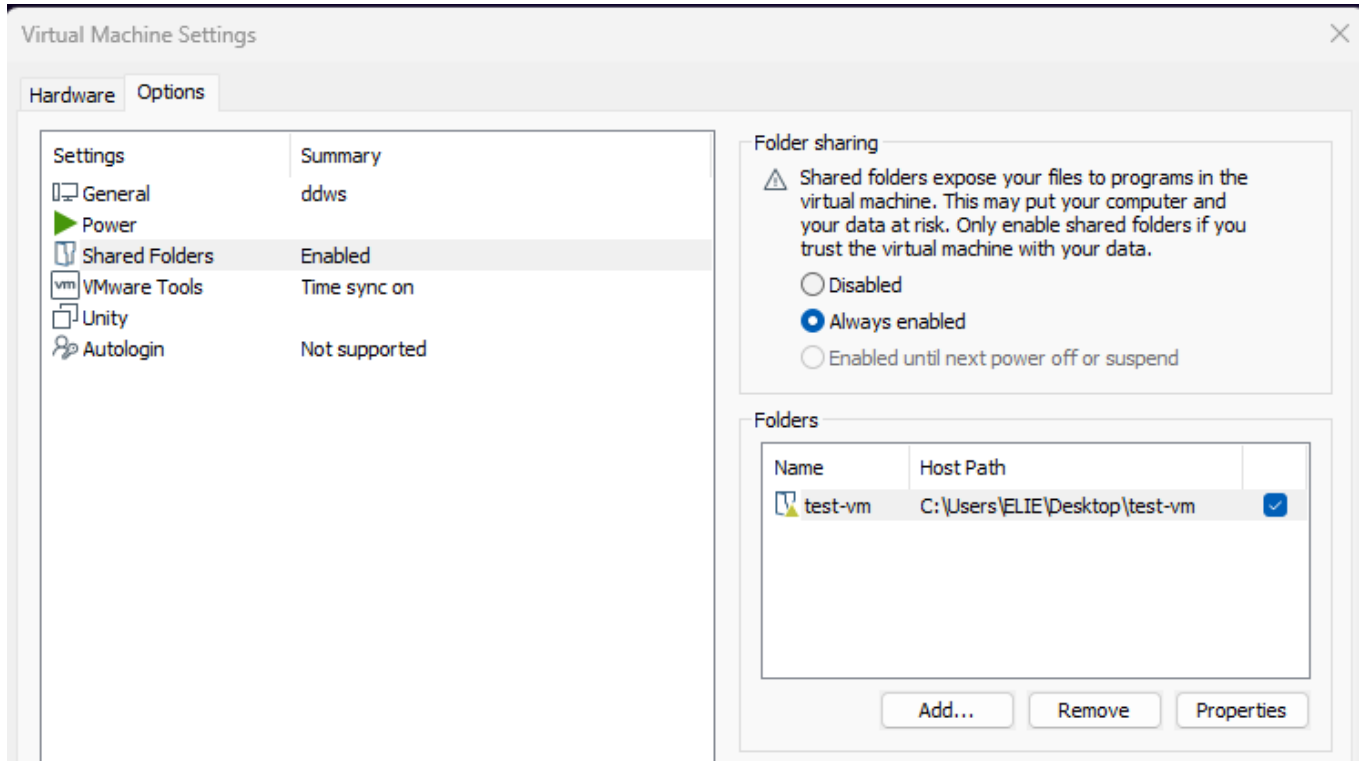 Virtual Machine Settings
Hardware Options
Settings Summary
General ddws
Power
Shared Folders Enabled
vm VMware Tools Time sync on
Unity
Autologin Not supported
Folder sharing
Shared folders expose your files to programs in the
virtual machine. This may put your computer and
your data at risk. Only enable shared folders if you
trust the virtual machine with your data.
Disabled
Always enabled
Enabled until next power off or suspend
Folders
Name Host Path
test-vm C:\Users\ELIE\Desktop\test-vm
Add... Remove Properties